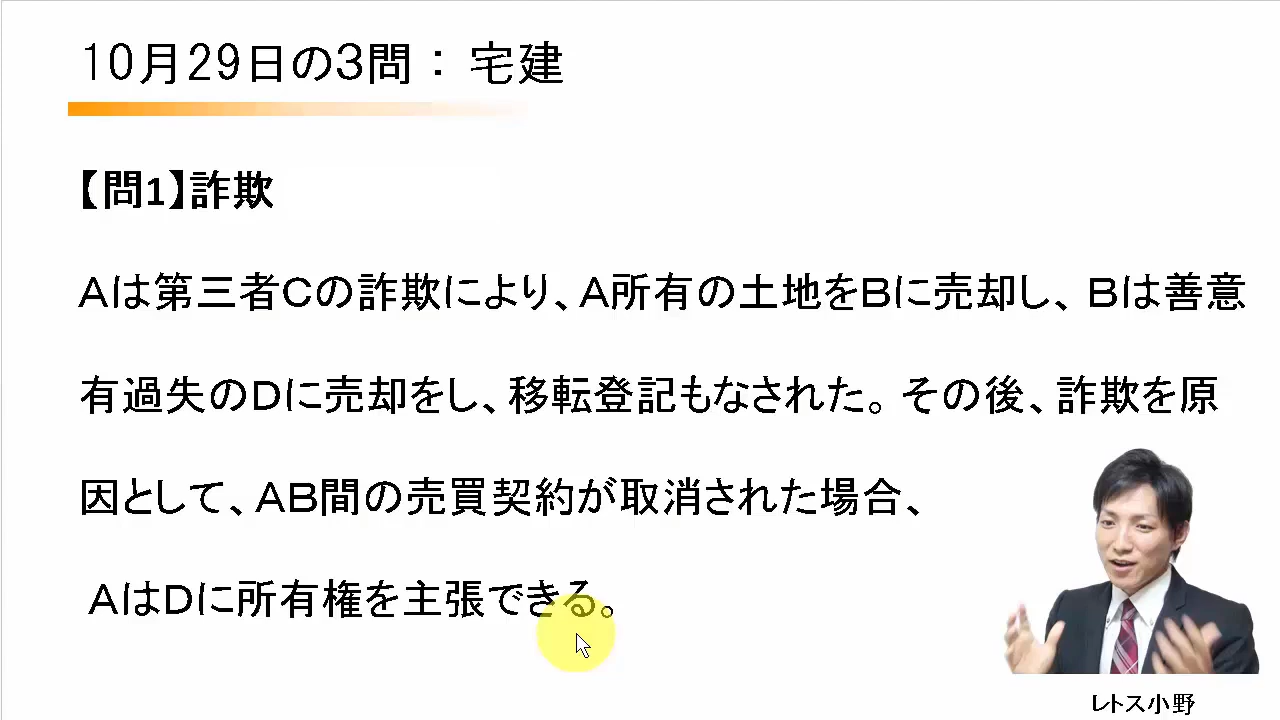 10月29日の3問：宅建
【問1】詐欺
Aは第三者Cの詐欺により、A所有の土地をBに売却し、Bは善意
有過失のDに売却をし、移転登記もなされた。その後、詐欺を原
因として、AB間の売買契約が取消された場合、
AはDに所有権を主張できる。
レトス小野